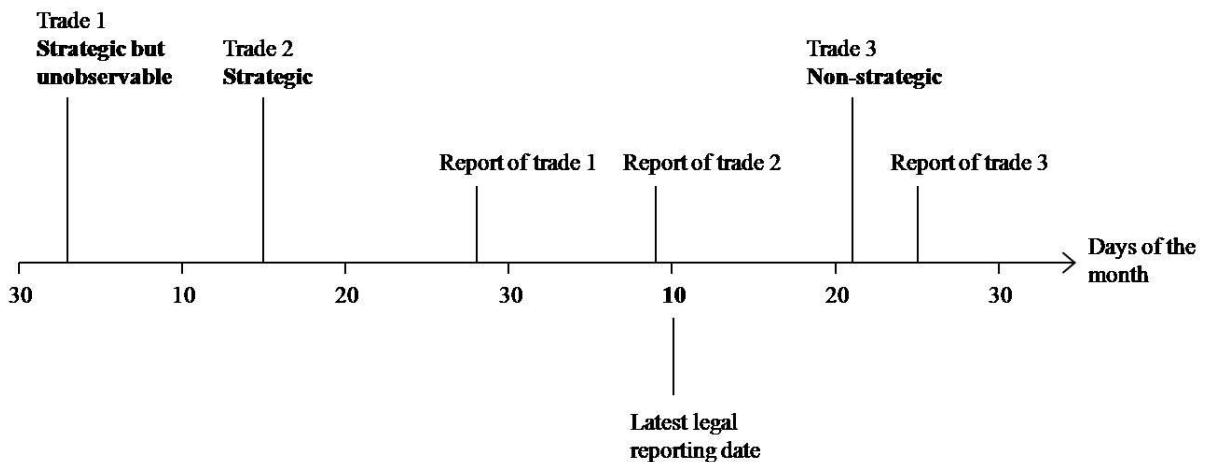 Trade 1
Strategic but
unobservable
Trade 2
Strategic
Trade 3
Non-strategic
Report of trade 1
Report of trade 2
Report of trade 3
Days of the
month
30
10
20
30
10
20
30
Latest legal
reporting date